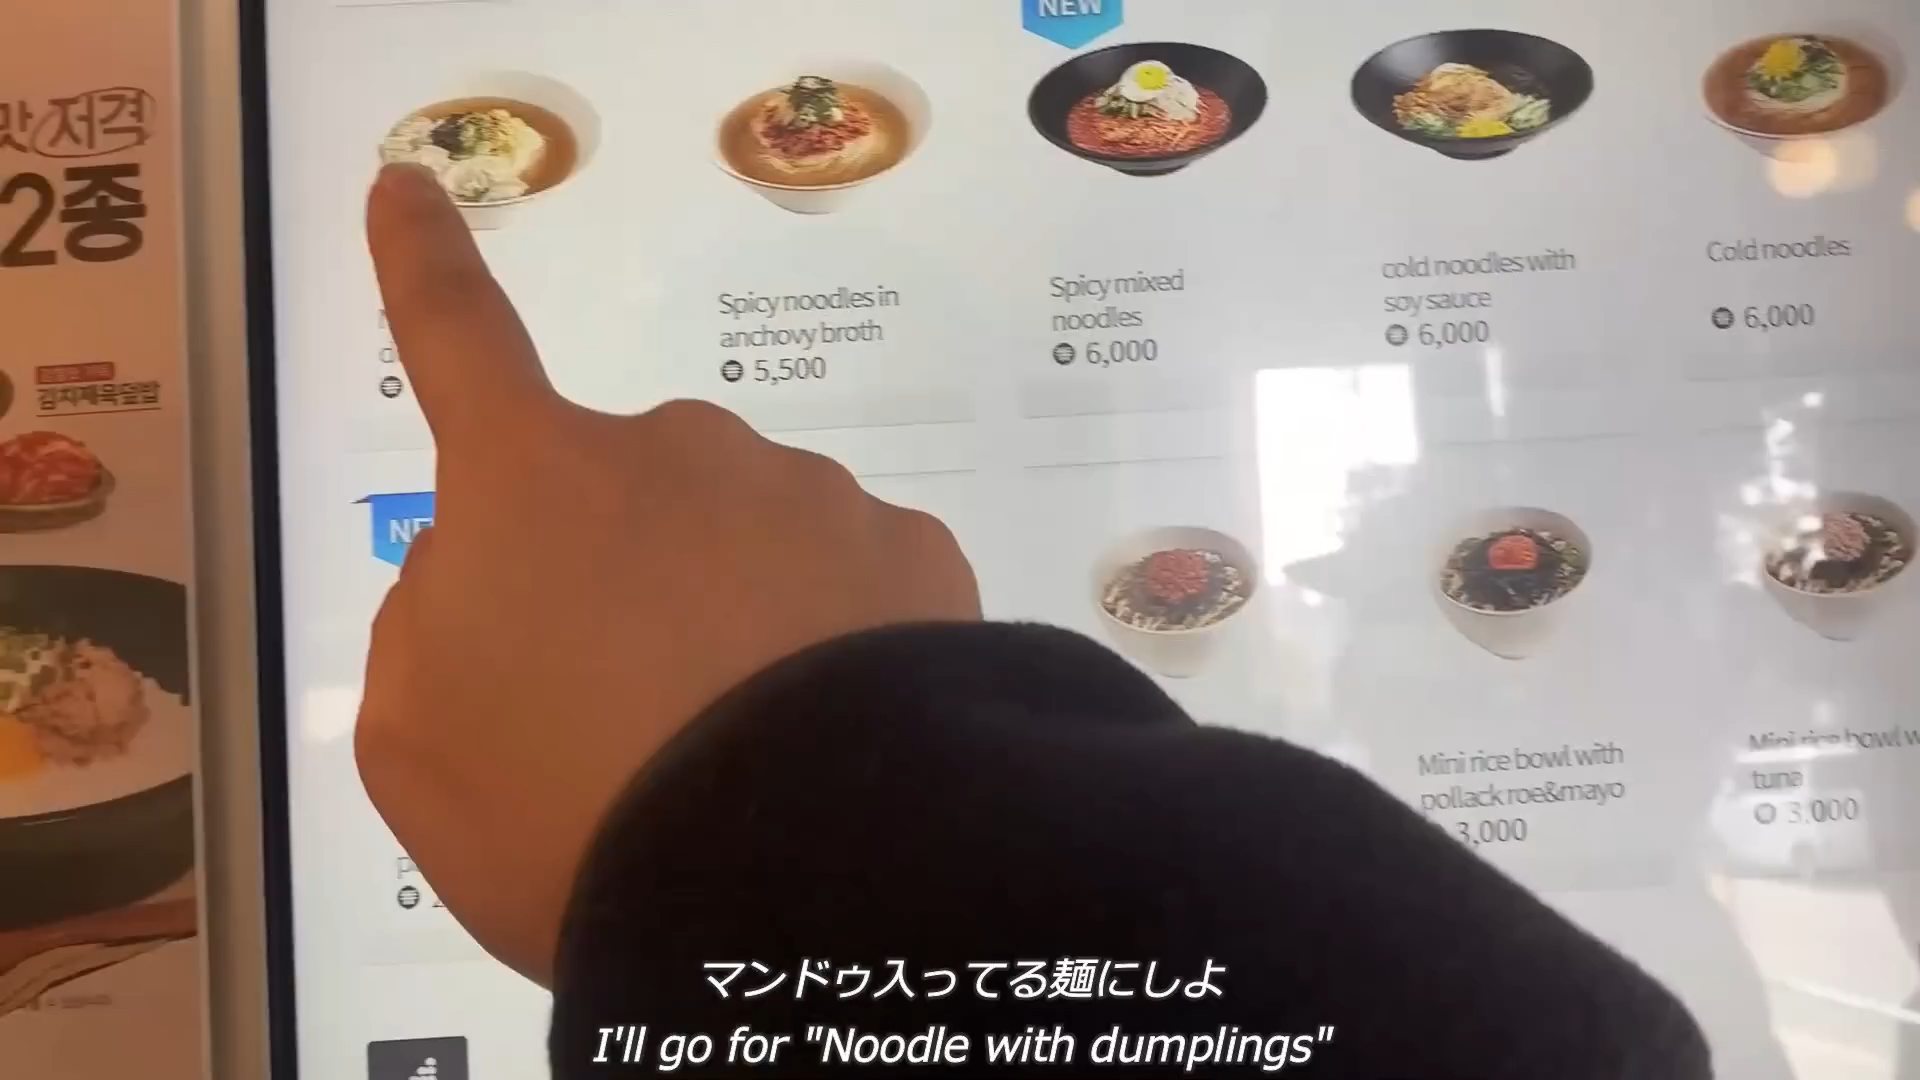 맛 저격
2종
김치제육덮밥
NEW
Spicy noodles in
anchovy broth
5,500
Spicy mixed
noodles
6,000
cold noodles with
soy sauce
6,000
Cold noodles
6,000
Mini rice bowl with
pollack roe&mayo
3,000
Mini rice bowl w
tuna
3,000
マンドゥ入ってる麺にしよ
I'll go for "Noodle with dumplings"